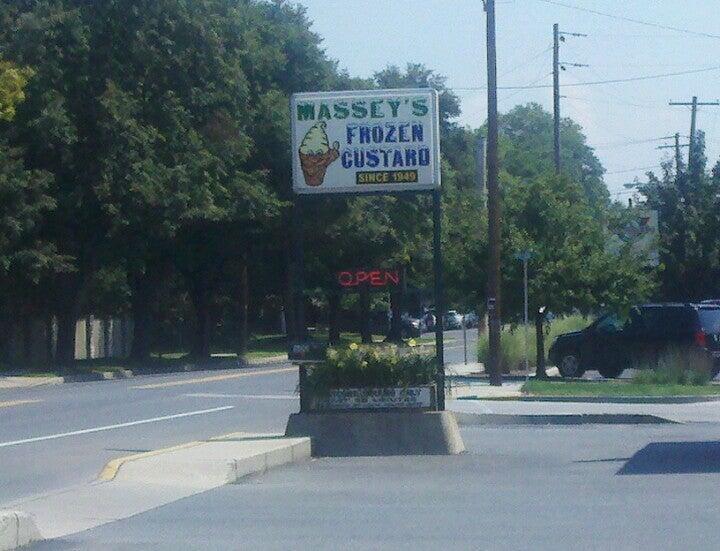 MASSEY'S
FROZEN
CUSTARD
SINCE 1949
OPEN